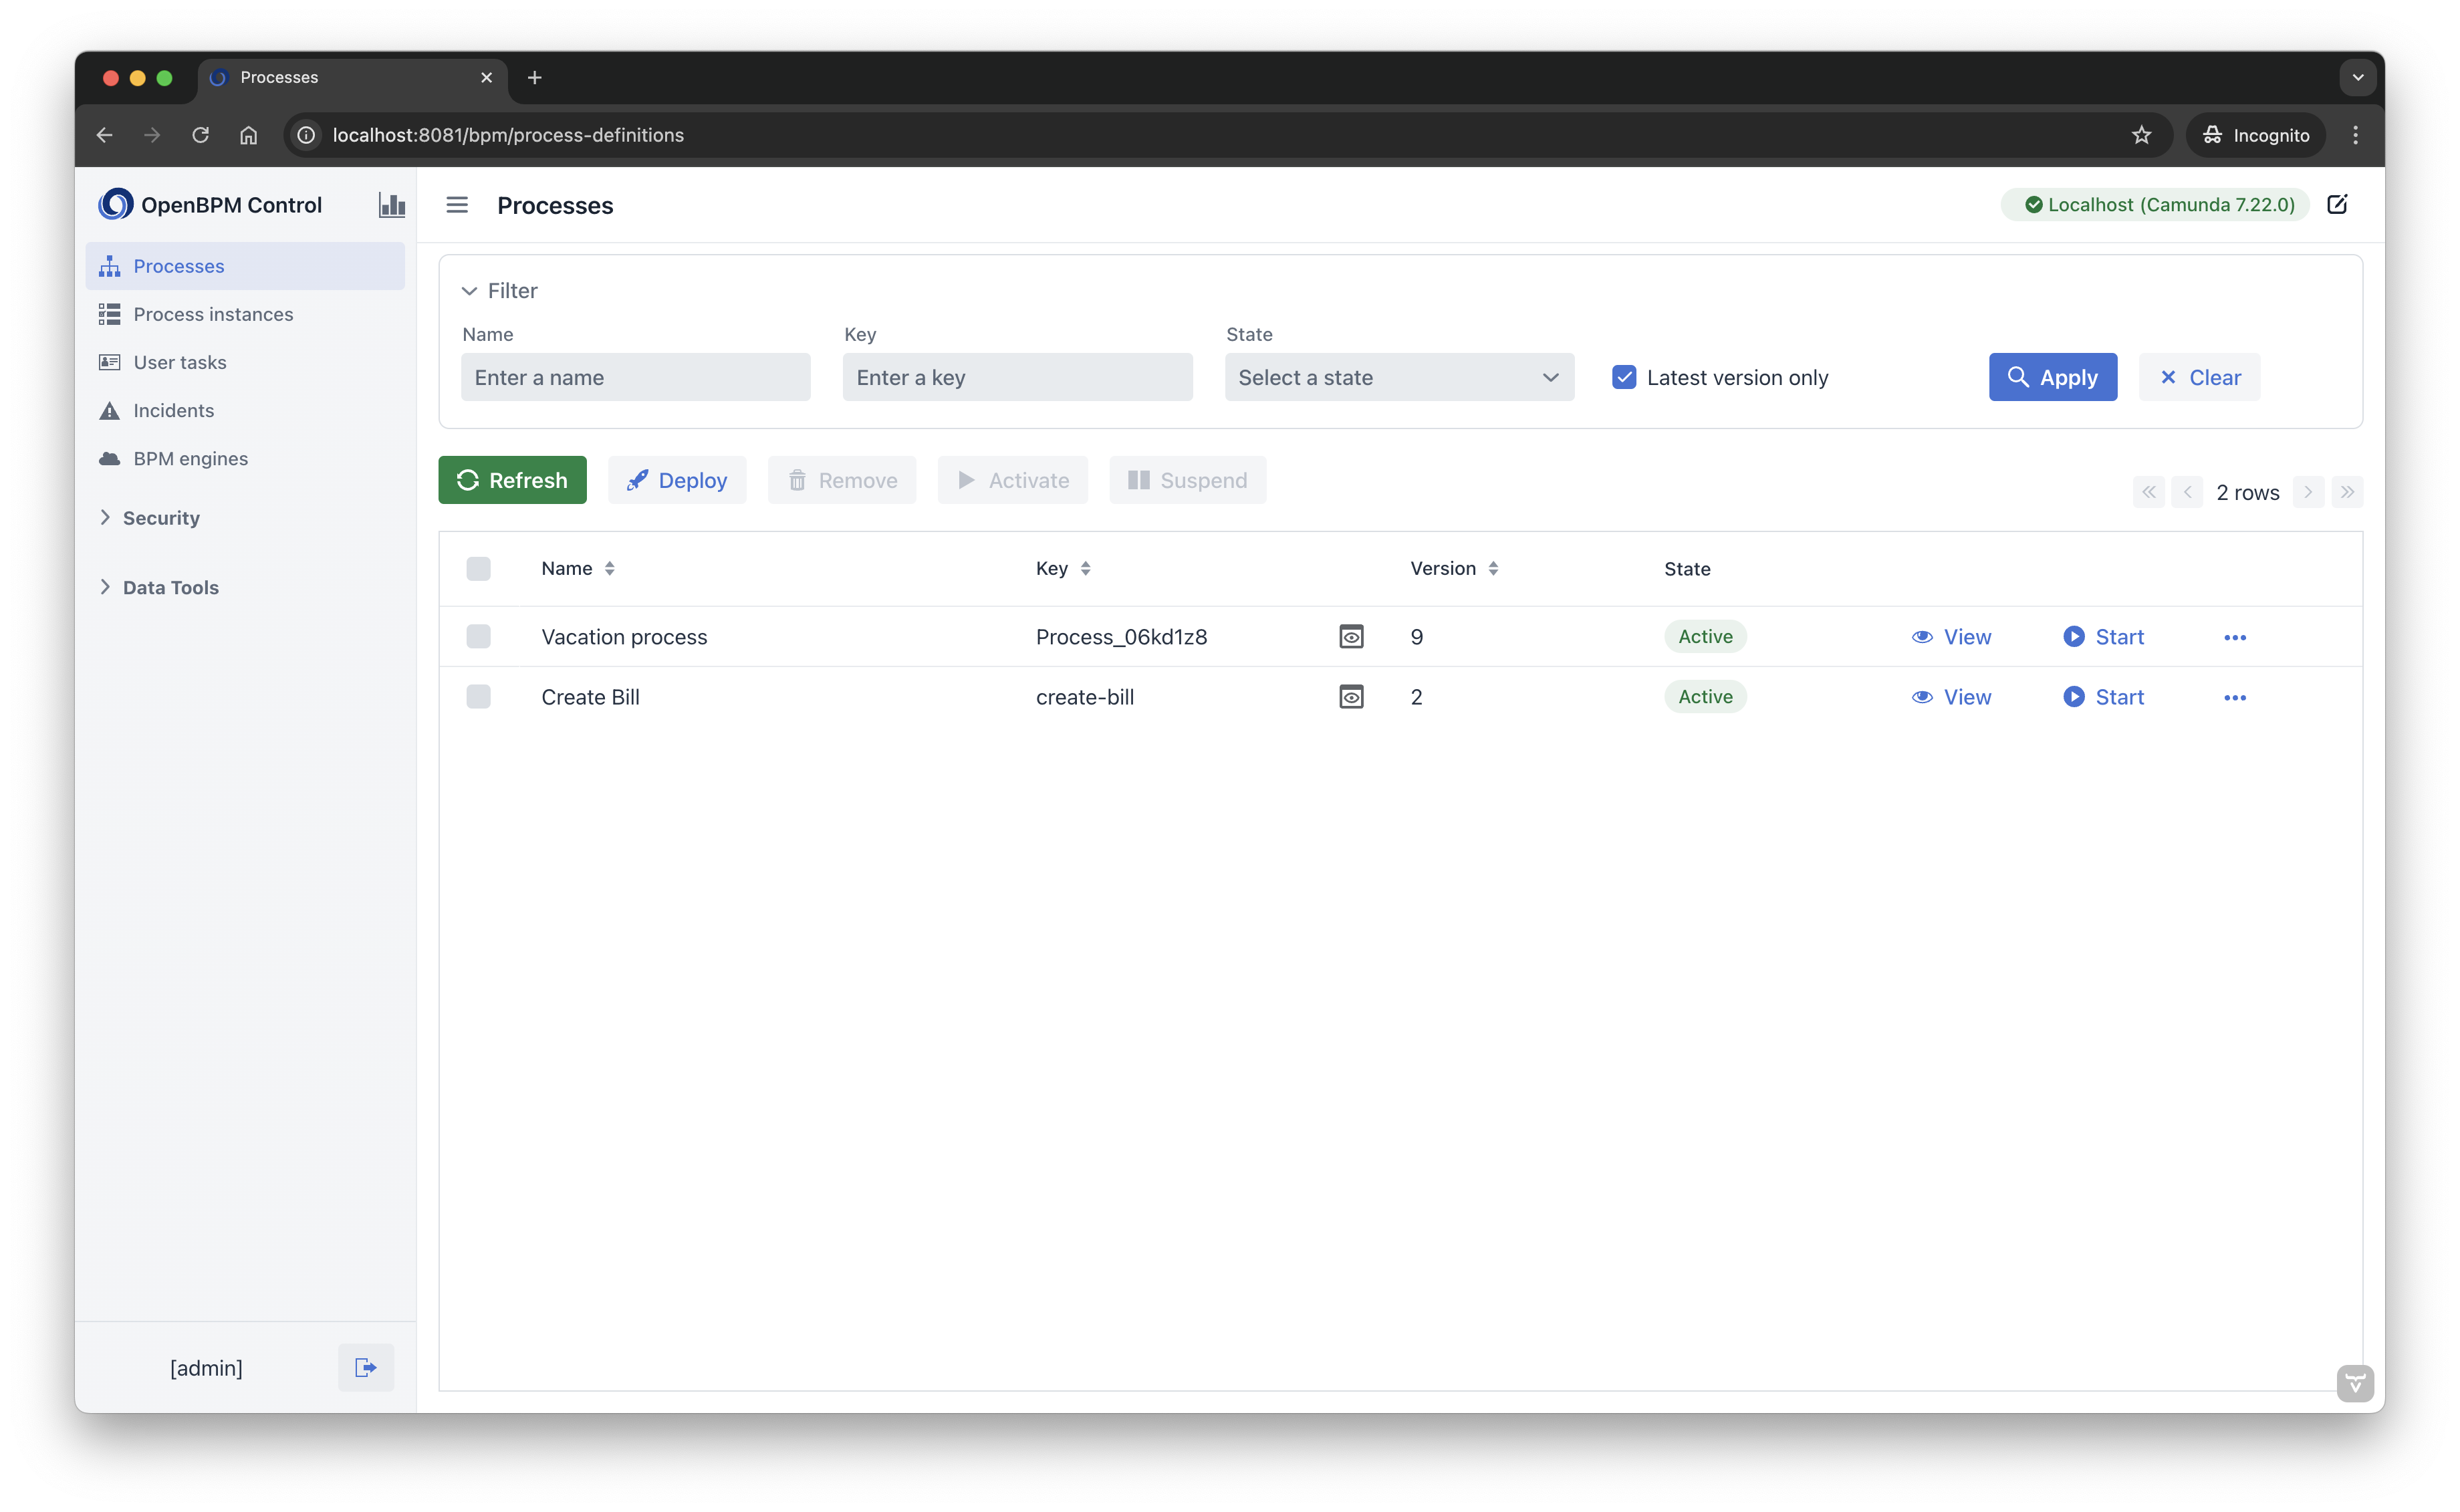 Processes
localhost:8081/bpm/process-definitions
Incognito
OpenBPM Control
Processes
Localhost (Camunda 7.22.0)
Processes
Process instances
User tasks
Incidents
BPM engines
Security
Data Tools
[admin]
Filter
Name
Key
State
Enter a name
Enter a key
Select a state
Latest version only
Apply
Clear
Refresh
Deploy
Remove
Activate
Suspend
2 rows
Name Key Version State
Vacation process Process_06kd1z8 9 Active View Start
Create Bill create-bill 2 Active View Start